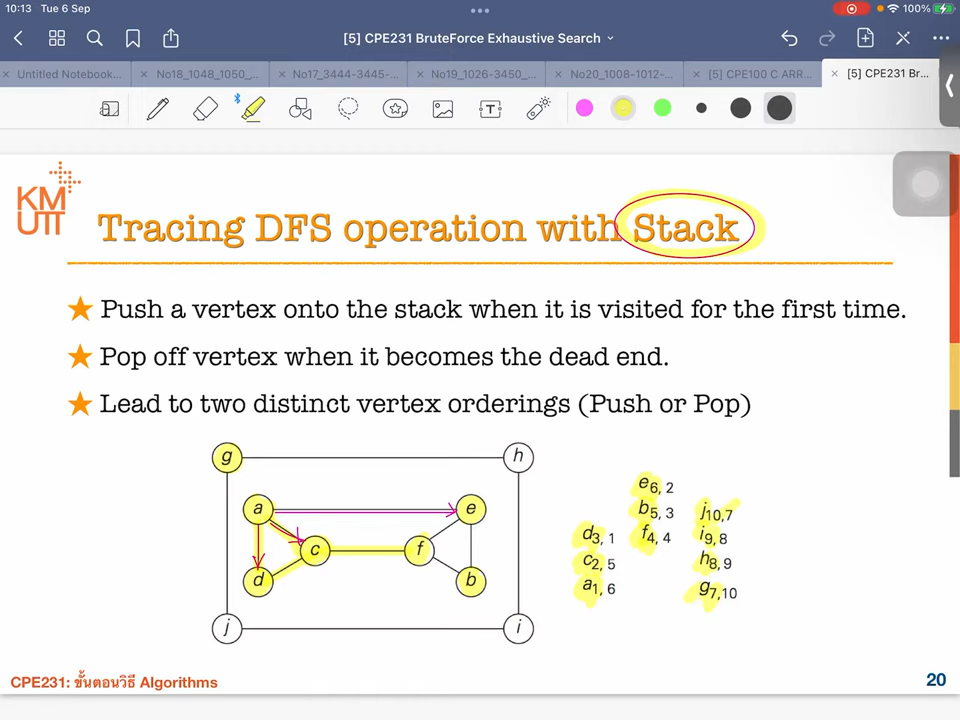 10:13 Tue 6 Sep 100%
[5] CPE231 BruteForce Exhaustive Search
Untitled Notebook... No18_1048_1050_... No17_3444-3445-... No19_1026-3450_... No20_1008-1012-... [5] CPE100 C ARR... [5] CPE231 Br...
KM
UTT
Tracing DFS operation with Stack
Push a vertex onto the stack when it is visited for the first time.
Pop off vertex when it becomes the dead end.
Lead to two distinct vertex orderings (Push or Pop)
g h
a e
c f
d b
j i
e6, 2
b5, 3 j10,7
d3, 1 f4, 4 i9, 8
c2, 5 h8, 9
a1, 6 g7,10
CPE231: ขั้นตอนวิธี Algorithms 20